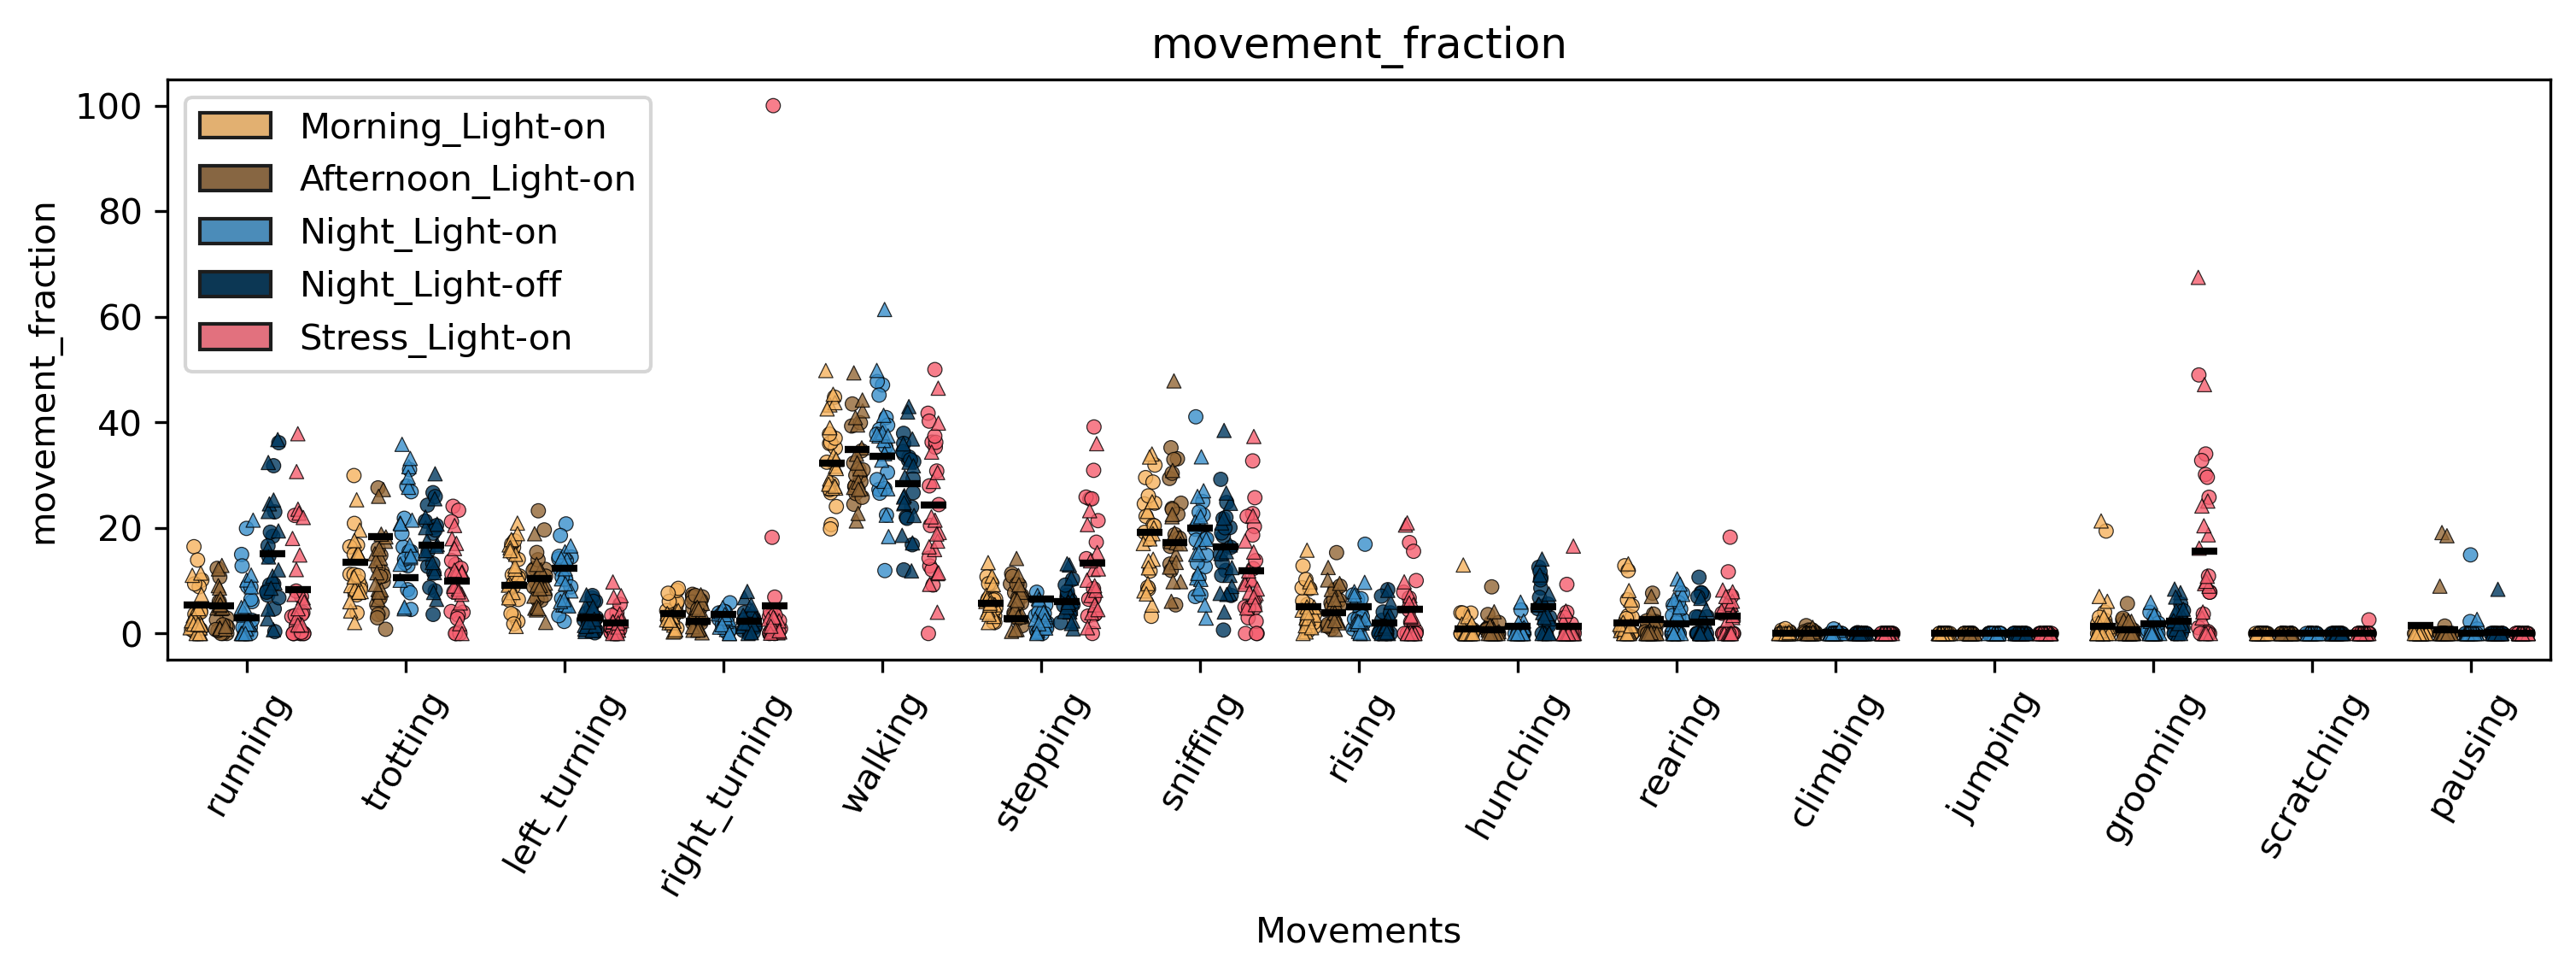 movement_fraction
movement_fraction
100
80
60
40
20
0
Morning_Light-on
Afternoon_Light-on
Night_Light-on
Night_Light-off
Stress_Light-on
running
trotting
left_turning
right_turning
walking
stepping
sniffing
rising
hunching
rearing
climbing
jumping
grooming
scratching
pausing
Movements